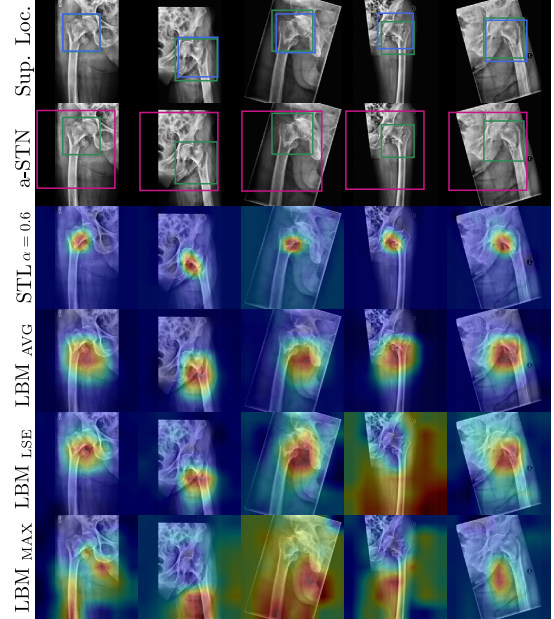 Sup. Loc.
a-STN
STL α = 0.6
LBM AVG
LBM LSE
LBM MAX